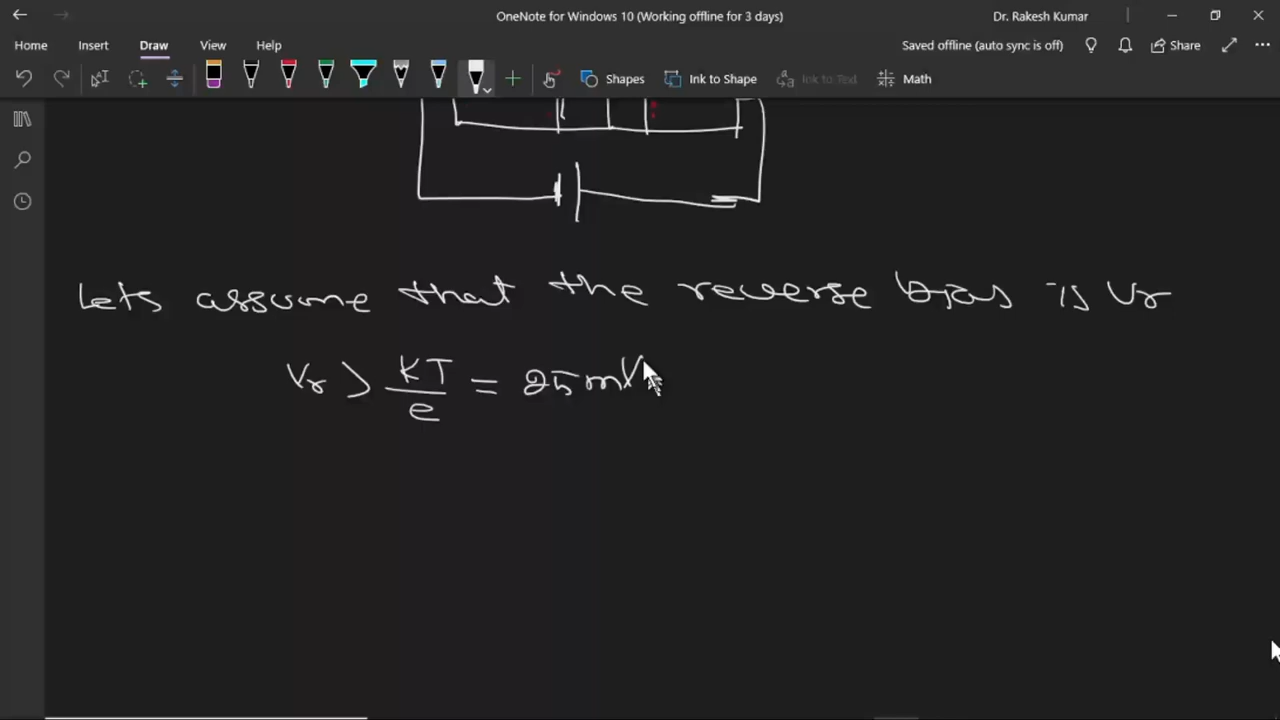 OneNote for Windows 10 (Working offline for 3 days)
Dr. Rakesh Kumar
Home Insert Draw View Help
Saved offline (auto sync is off)
Share
Shapes
Ink to Shape
Ink to Text
Math
Lets assume that the reverse bias is Vr
Vr > KT/e = 25 mV